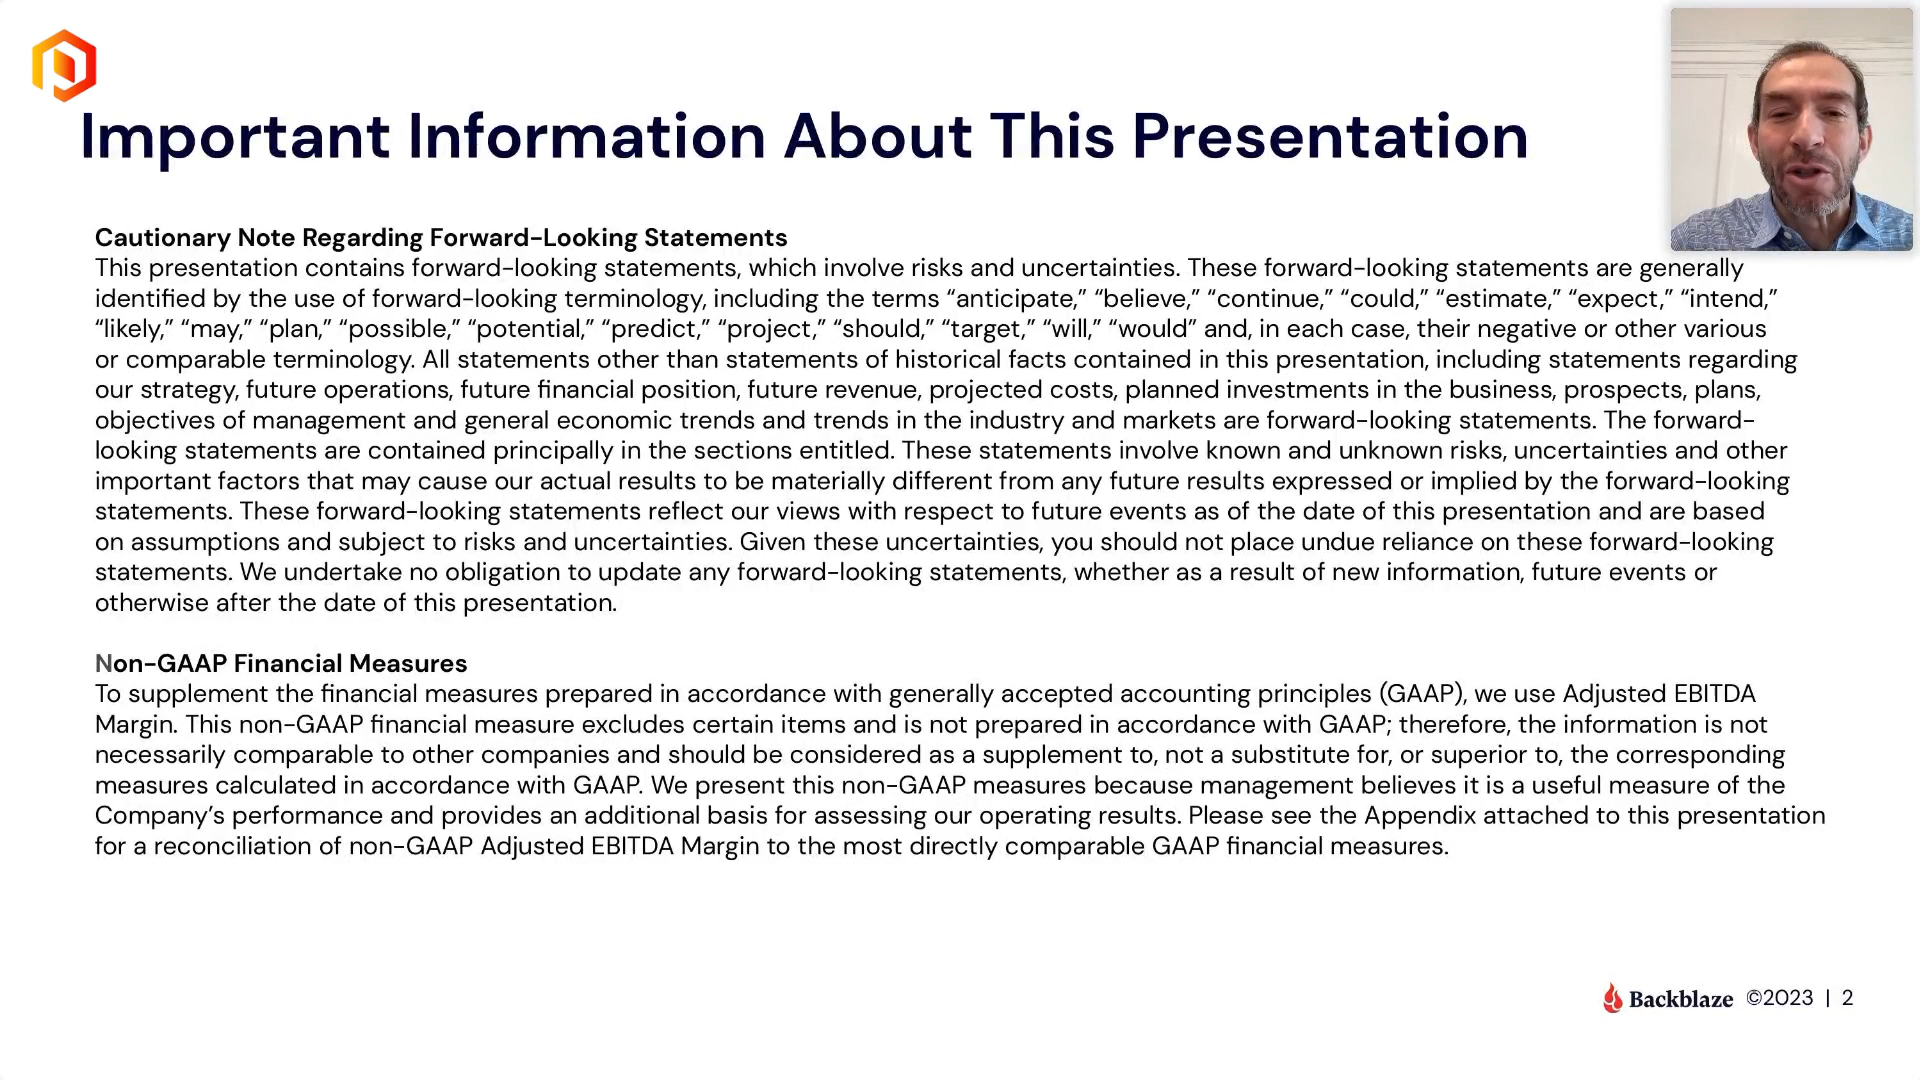 Important Information About This Presentation
Cautionary Note Regarding Forward-Looking Statements
This presentation contains forward-looking statements, which involve risks and uncertainties. These forward-looking statements are generally
identified by the use of forward-looking terminology, including the terms “anticipate,” “believe,” “continue,” “could,” “estimate,” “expect,” “intend,”
“likely,” “may,” “plan,” “possible,” “potential,” “predict,” “project,” “should,” “target,” “will,” “would” and, in each case, their negative or other various
or comparable terminology. All statements other than statements of historical facts contained in this presentation, including statements regarding
our strategy, future operations, future financial position, future revenue, projected costs, planned investments in the business, prospects, plans,
objectives of management and general economic trends and trends in the industry and markets are forward-looking statements. The forward-
looking statements are contained principally in the sections entitled. These statements involve known and unknown risks, uncertainties and other
important factors that may cause our actual results to be materially different from any future results expressed or implied by the forward-looking
statements. These forward-looking statements reflect our views with respect to future events as of the date of this presentation and are based
on assumptions and subject to risks and uncertainties. Given these uncertainties, you should not place undue reliance on these forward-looking
statements. We undertake no obligation to update any forward-looking statements, whether as a result of new information, future events or
otherwise after the date of this presentation.
Non-GAAP Financial Measures
To supplement the financial measures prepared in accordance with generally accepted accounting principles (GAAP), we use Adjusted EBITDA
Margin. This non-GAAP financial measure excludes certain items and is not prepared in accordance with GAAP; therefore, the information is not
necessarily comparable to other companies and should be considered as a supplement to, not a substitute for, or superior to, the corresponding
measures calculated in accordance with GAAP. We present this non-GAAP measures because management believes it is a useful measure of the
Company’s performance and provides an additional basis for assessing our operating results. Please see the Appendix attached to this presentation
for a reconciliation of non-GAAP Adjusted EBITDA Margin to the most directly comparable GAAP financial measures.
Backblaze ©2023 | 2